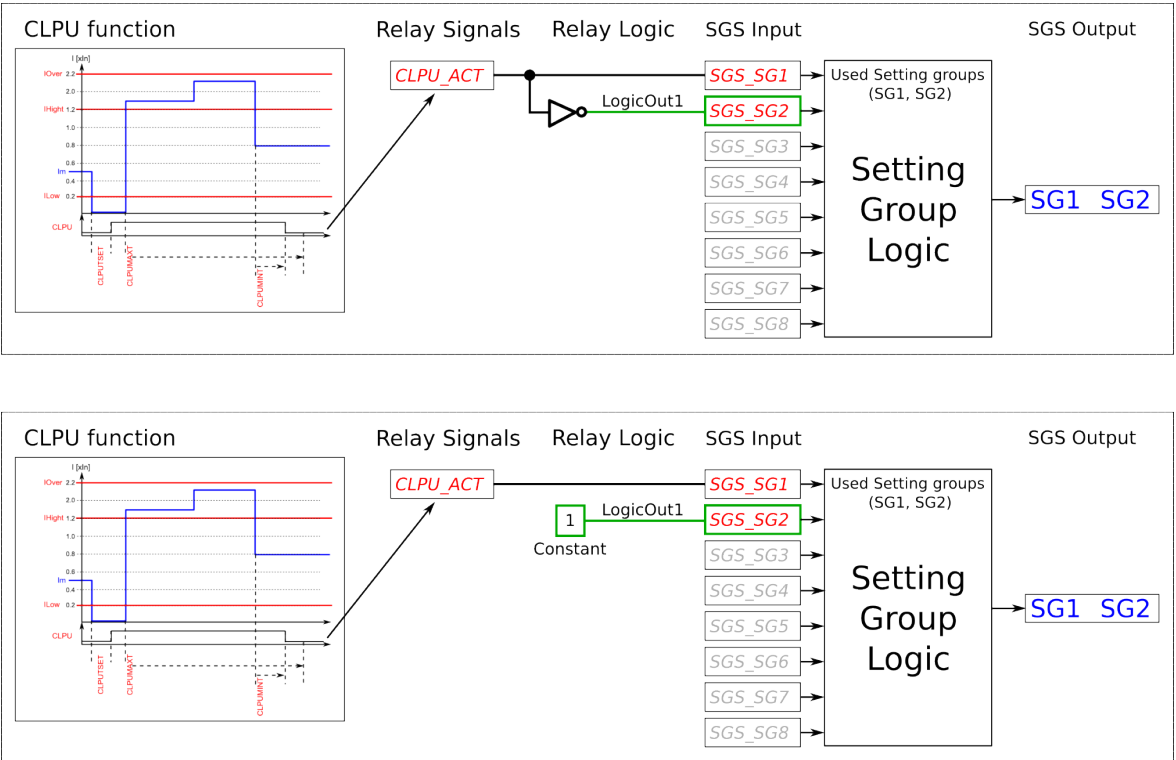 CLPU function
Relay Signals
Relay Logic
SGS Input
SGS Output
I [xIn]
IOver 2.2
2.0
IHight 1.2
1.0
0.8
0.6
Im
0.4
ILow 0.2
CLPU
CLPUTSET
CLPUMAXT
CLPUMINT
CLPU_ACT
LogicOut1
SGS_SG1
SGS_SG2
SGS_SG3
SGS_SG4
SGS_SG5
SGS_SG6
SGS_SG7
SGS_SG8
Used Setting groups
(SG1, SG2)
Setting
Group
Logic
SG1 SG2
CLPU function
Relay Signals
Relay Logic
SGS Input
SGS Output
I [xIn]
IOver 2.2
2.0
IHight 1.2
1.0
0.8
0.6
Im
0.4
ILow 0.2
CLPU
CLPUTSET
CLPUMAXT
CLPUMINT
CLPU_ACT
LogicOut1
1
Constant
SGS_SG1
SGS_SG2
SGS_SG3
SGS_SG4
SGS_SG5
SGS_SG6
SGS_SG7
SGS_SG8
Used Setting groups
(SG1, SG2)
Setting
Group
Logic
SG1 SG2